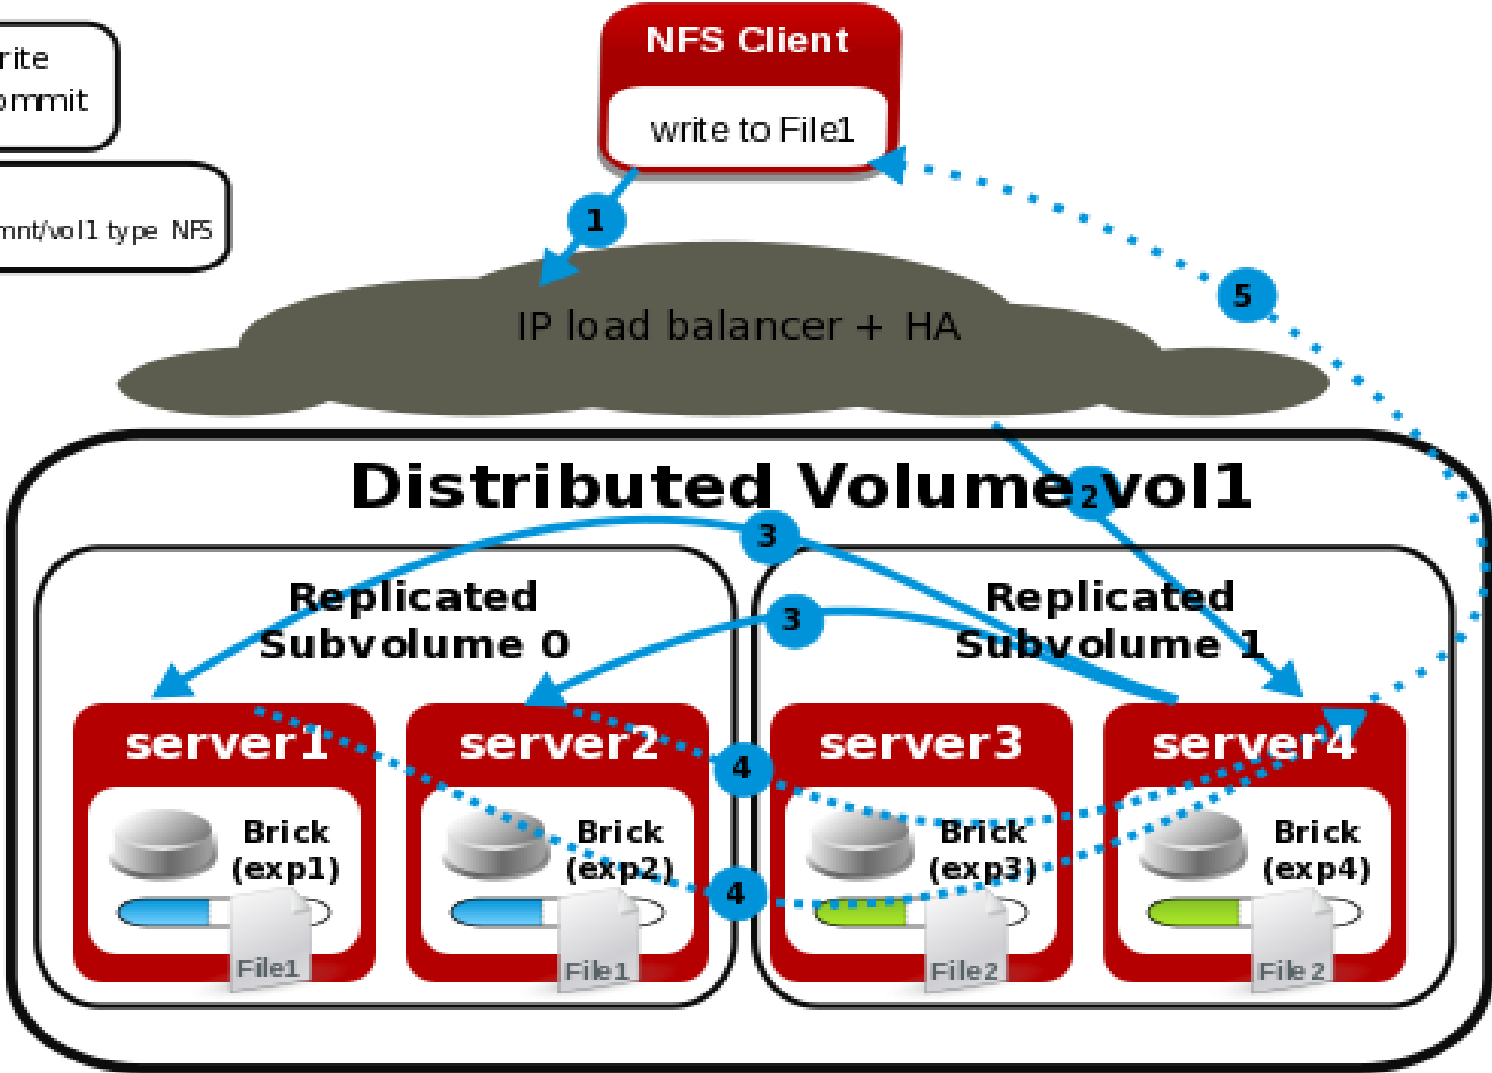 NFS Client
write to File1
rite
ommit
mnt/vol1 type NFS
1
5
IP load balancer + HA
Distributed Volume vol1
2
3
3
Replicated
Subvolume 0
Replicated
Subvolume 1
server1
server2
server3
server4
4
4
Brick
(exp1)
File1
Brick
(exp2)
File1
Brick
(exp3)
File2
Brick
(exp4)
File2